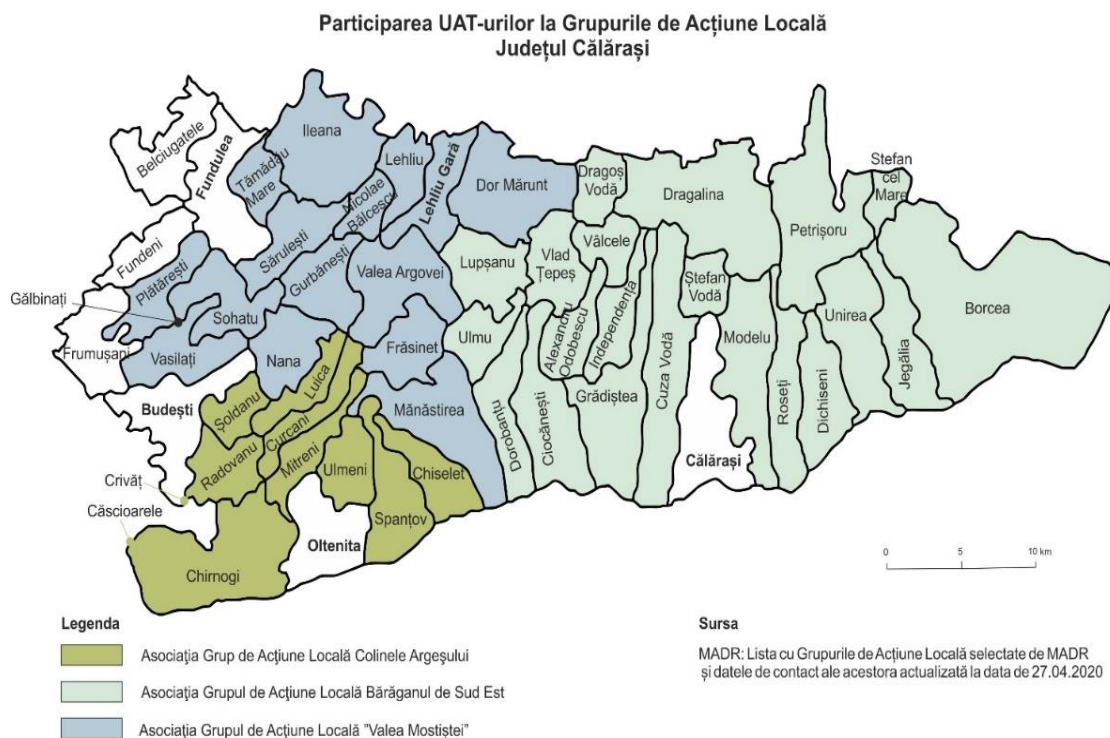 Participarea UAT-urilor la Grupurile de Acțiune Locală
Județul Călărași
Belciugatele
Fundulea
Tămădău
Mare
Ileana
Lehliu
Nicolae
Bălcescu
Lehliu Gară
Dor Mărunt
Dragoș
Vodă
Dragalina
Ștefan
cel
Mare
Petrișoru
Fundeni
Plătărești
Gălbinați
Sărulești
Gurbănești
Valea Argovei
Lupșanu
Vlad
Țepeș
Vâlcele
Ștefan
Vodă
Unirea
Borcea
Frumușani
Vasilați
Sohatu
Nana
Frăsinet
Ulmu
Alexandru
Odobescu
Independența
Cuza Vodă
Modelu
Roseți
Dichiseni
Jegălia
Budești
Șoldanu
Luica
Mănăstirea
Dorobanțu
Ciocănești
Grădiștea
Călărași
Radovanu
Curcani
Mitreni
Ulmeni
Chiselet
Spanțov
Crivăț
Căscioarele
Chirnogi
Oltenita
0 5 10 km
Legenda
Asociația Grup de Acțiune Locală Colinele Argeșului
Asociația Grupul de Acțiune Locală Bărăganul de Sud Est
Asociația Grupul de Acțiune Locală ”Valea Mostiștei”
Sursa
MADR: Lista cu Grupurile de Acțiune Locală selectate de MADR
și datele de contact ale acestora actualizată la data de 27.04.2020